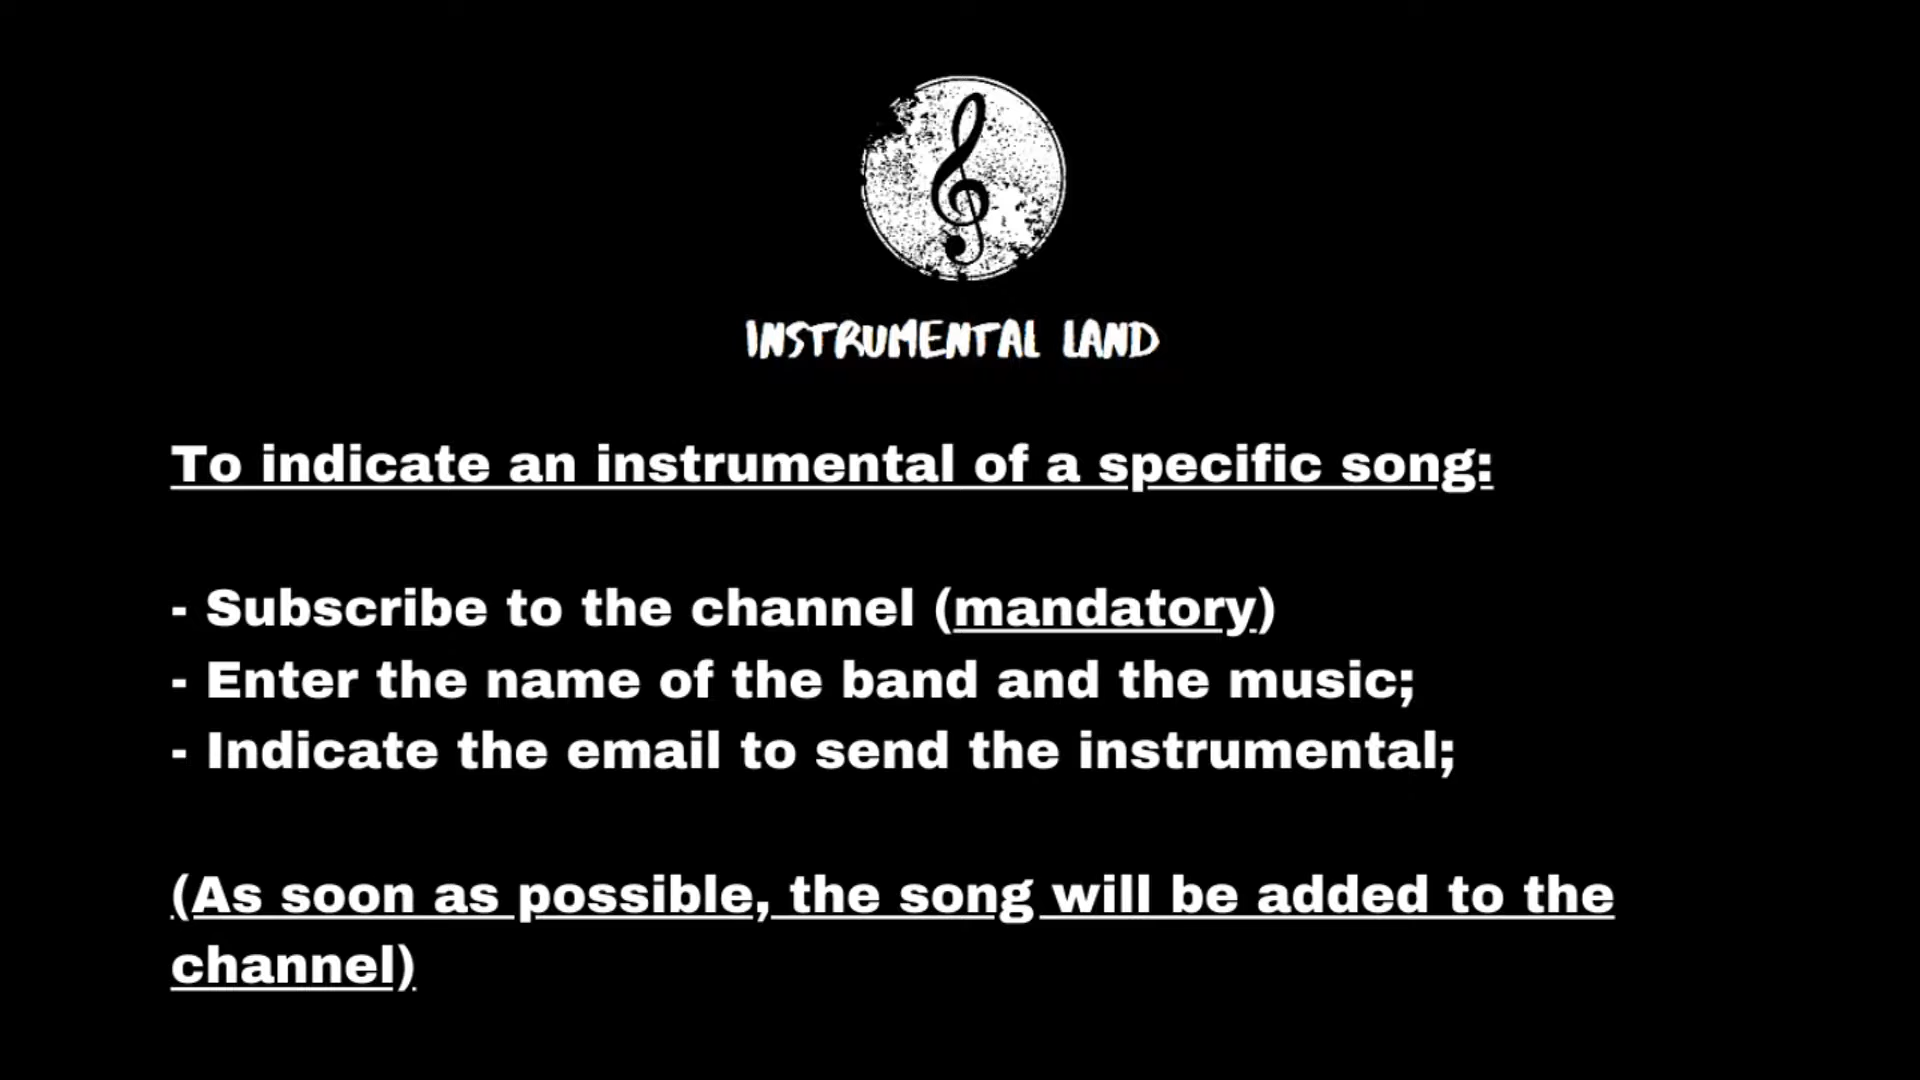 INSTRUMENTAL LAND
To indicate an instrumental of a specific song:
- Subscribe to the channel (mandatory)
- Enter the name of the band and the music;
- Indicate the email to send the instrumental;
(As soon as possible, the song will be added to the
channel)